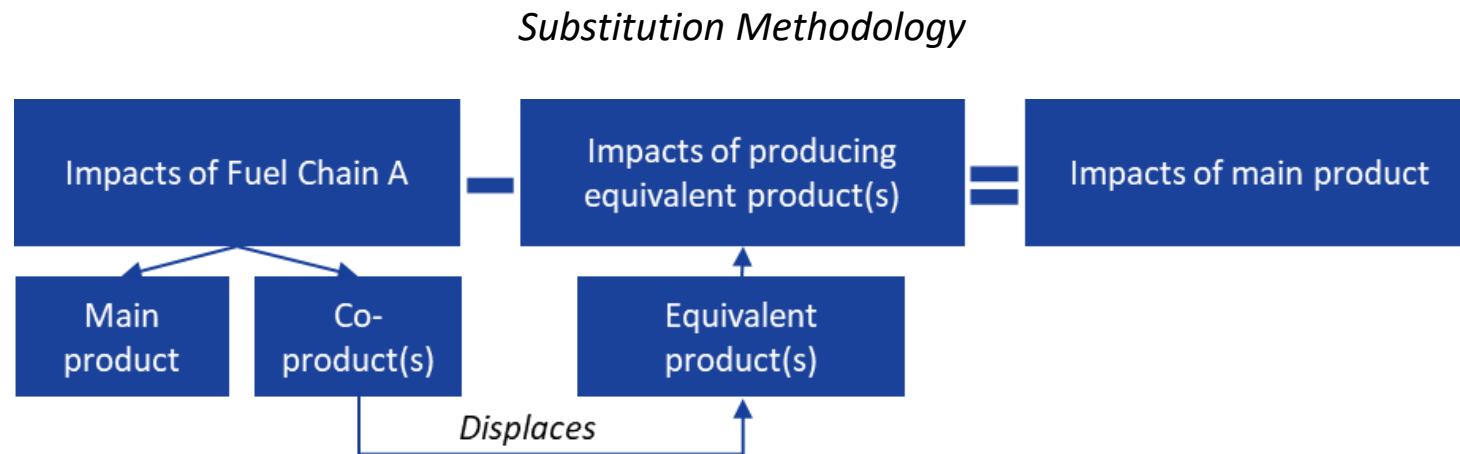 Substitution Methodology
Impacts of Fuel Chain A
Impacts of producing
equivalent product(s)
Impacts of main product
Main
product
Co-
product(s)
Equivalent
product(s)
Displaces